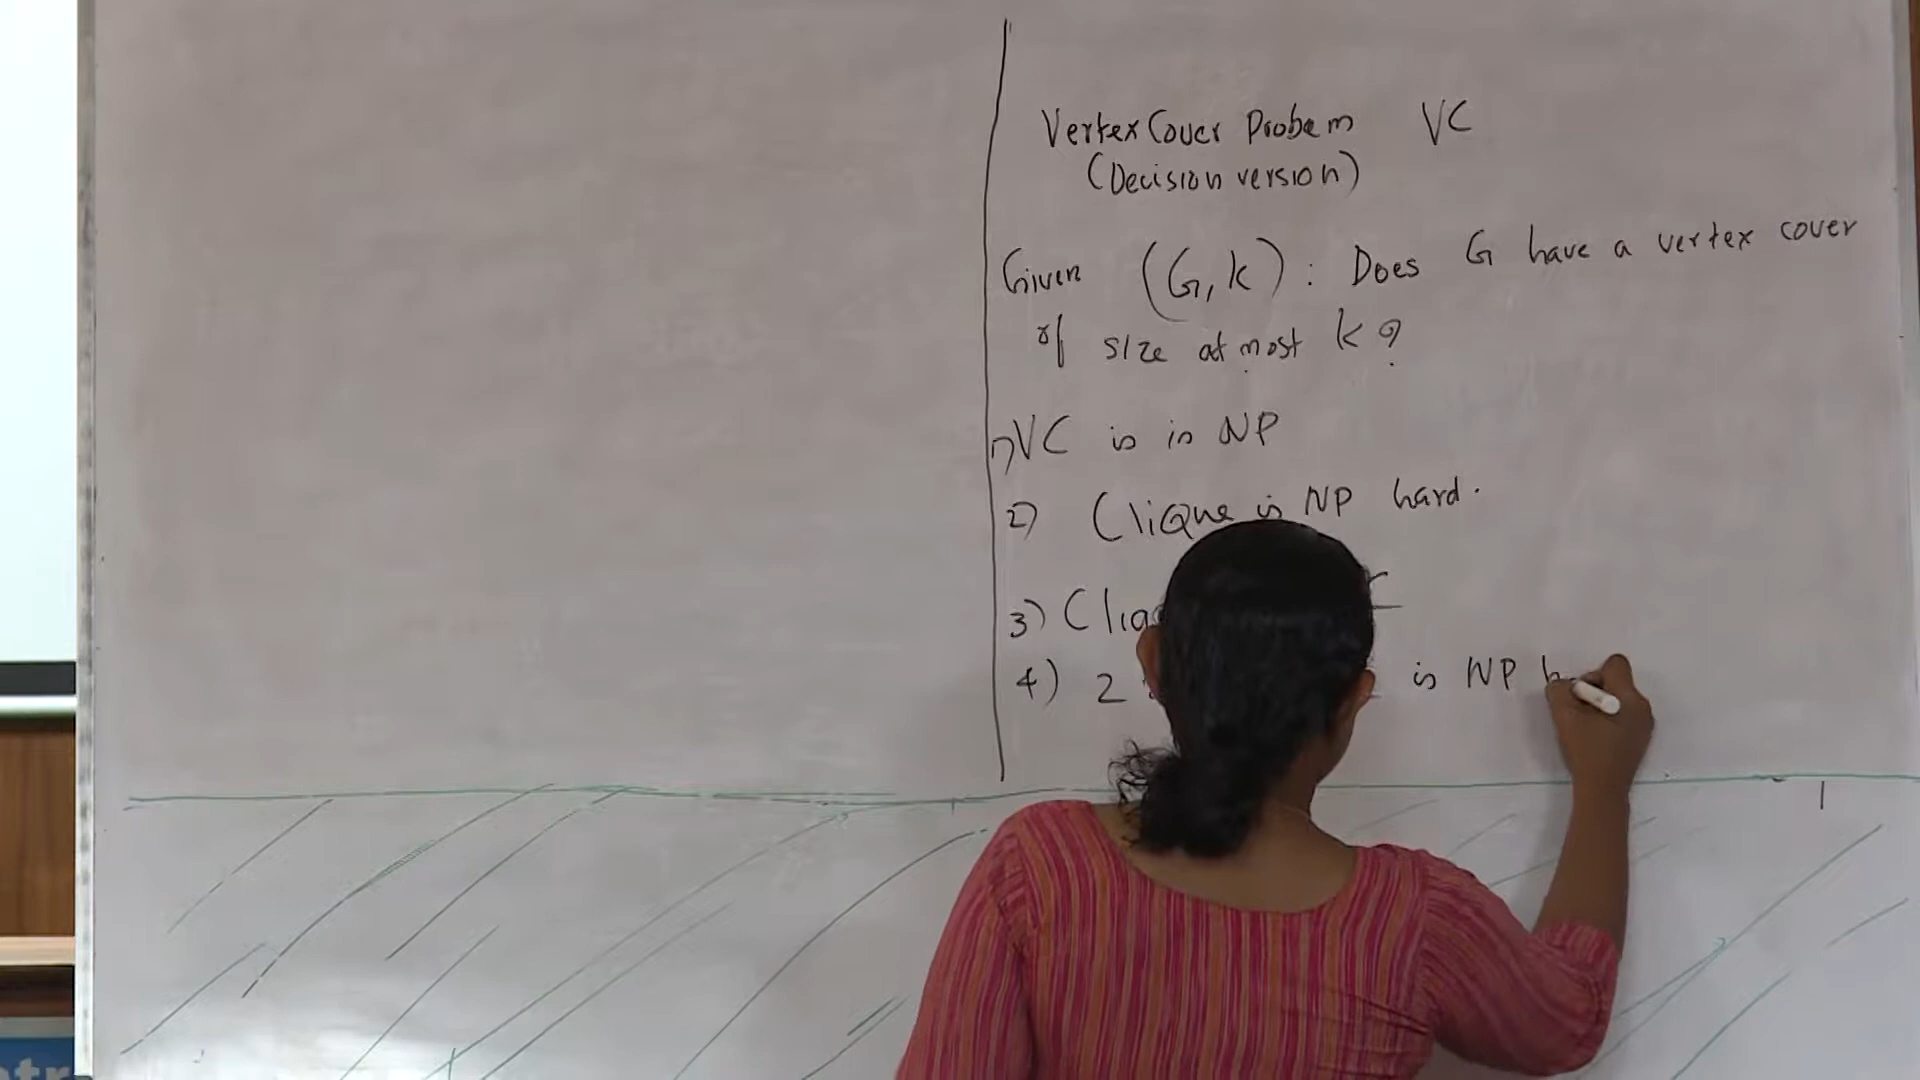 Vertex Cover Probem VC
(Decision version)
Given (G, k) : Does G have a vertex cover
of size at most k ?
1) VC is in NP
2) Clique is NP hard.
3)
4) 2 is NP